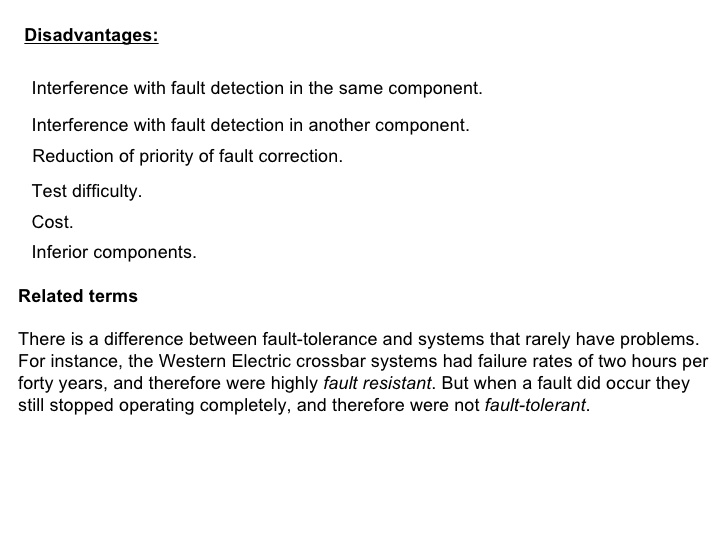 Disadvantages:
Interference with fault detection in the same component.
Interference with fault detection in another component.
Reduction of priority of fault correction.
Test difficulty.
Cost.
Inferior components.
Related terms
There is a difference between fault-tolerance and systems that rarely have problems.
For instance, the Western Electric crossbar systems had failure rates of two hours per
forty years, and therefore were highly fault resistant. But when a fault did occur they
still stopped operating completely, and therefore were not fault-tolerant.